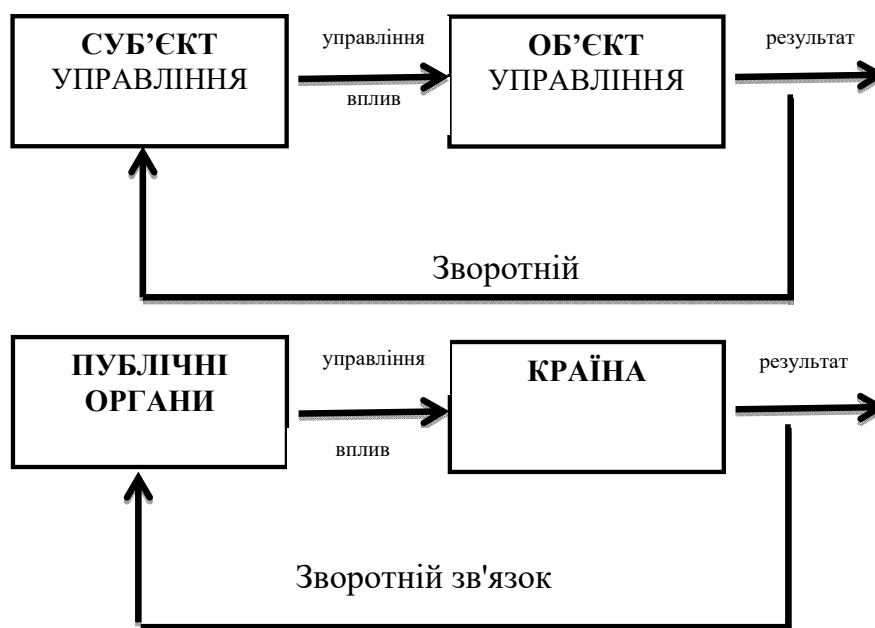 СУБ’ЄКТ
УПРАВЛІННЯ
управління
вплив
ОБ’ЄКТ
УПРАВЛІННЯ
результат
Зворотній
ПУБЛІЧНІ
ОРГАНИ
управління
вплив
КРАЇНА
результат
Зворотній зв'язок